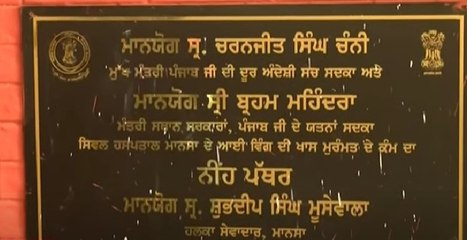 ਮਾਨਯੋਗ ਸ੍ਰ. ਚਰਨਜੀਤ ਸਿੰਘ ਚੰਨੀ
ਮੁੱਖ ਮੰਤਰੀ ਪੰਜਾਬ ਜੀ ਦੀ ਦੂਰ ਅੰਦੇਸ਼ੀ ਸੋਚ ਸਦਕਾ ਅਤੇ
ਮਾਨਯੋਗ ਸ੍ਰੀ ਬ੍ਰਹਮ ਮਹਿੰਦਰਾ
ਮੰਤਰੀ ਸਥਾਨ ਸਰਕਾਰਾਂ, ਪੰਜਾਬ ਜੀ ਦੇ ਯਤਨਾਂ ਸਦਕਾ
ਸਿਵਲ ਹਸਪਤਾਲ ਮਾਨਸਾ ਦੇ ਆਈ ਵਿੰਗ ਦੀ ਖਾਸ ਮੁਰੰਮਤ ਦੇ ਕੰਮ ਦਾ
ਨੀਂਹ ਪੱਥਰ
ਮਾਨਯੋਗ ਸ੍ਰ. ਸ਼ੁਭਦੀਪ ਸਿੰਘ ਮੂਸੇਵਾਲਾ
ਹਲਕਾ ਸੇਵਾਦਾਰ, ਮਾਨਸਾ